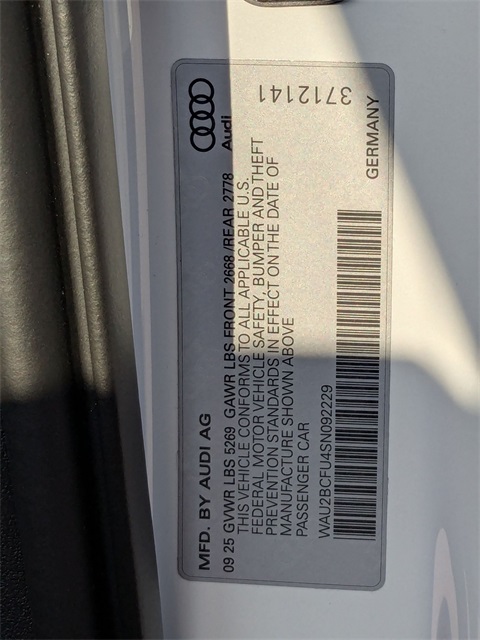 MFD. BY AUDI AG
Audi
09 25 GVWR LBS 5269 GAWR LBS FRONT 2668 /REAR 2778
THIS VEHICLE CONFORMS TO ALL APPLICABLE U.S.
FEDERAL MOTOR VEHICLE SAFETY, BUMPER AND THEFT
PREVENTION STANDARDS IN EFFECT ON THE DATE OF
MANUFACTURE SHOWN ABOVE
PASSENGER CAR
WAU2BCFU4SN092229
3712141
GERMANY